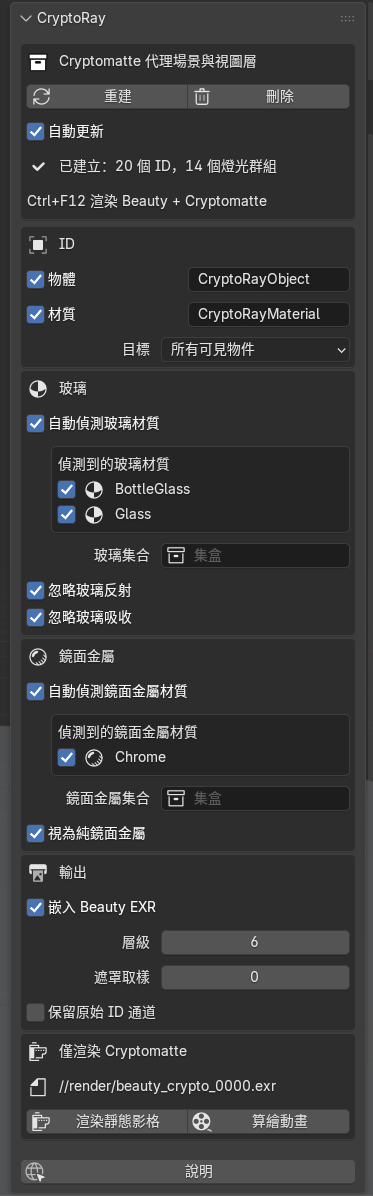 CryptoRay
Cryptomatte 代理場景與視圖層
重建 刪除
自動更新
已建立：20 個 ID，14 個燈光群組
Ctrl+F12 渲染 Beauty + Cryptomatte
ID
物體 CryptoRayObject
材質 CryptoRayMaterial
目標 所有可見物件
玻璃
自動偵測玻璃材質
偵測到的玻璃材質
BottleGlass
Glass
玻璃集合 集盒
忽略玻璃反射
忽略玻璃吸收
鏡面金屬
自動偵測鏡面金屬材質
偵測到的鏡面金屬材質
Chrome
鏡面金屬集合 集盒
視為純鏡面金屬
輸出
嵌入 Beauty EXR
層級 6
遮罩取樣 0
保留原始 ID 通道
僅渲染 Cryptomatte
//render/beauty_crypto_0000.exr
渲染靜態影格 算繪動畫
說明